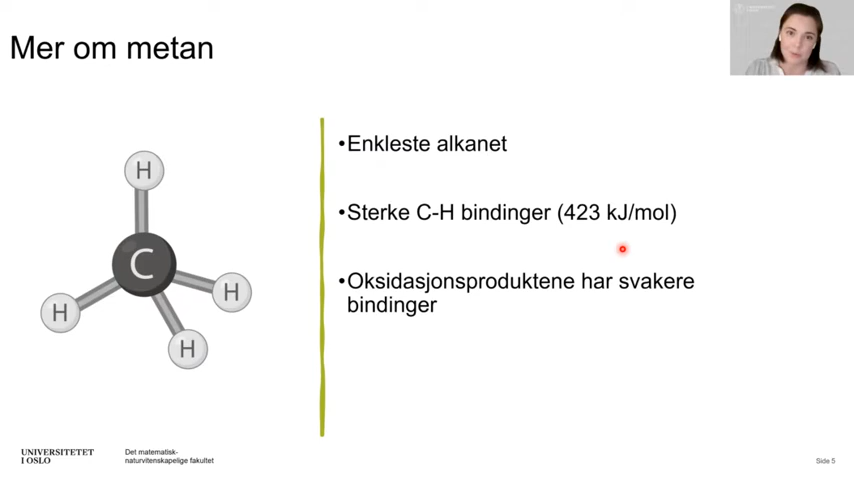 Mer om metan
H
C
H
H
H
•Enkleste alkanet
•Sterke C-H bindinger (423 kJ/mol)
•Oksidasjonsproduktene har svakere
bindinger
UNIVERSITETET
I OSLO
Det matematisk-
naturvitenskapelige fakultet
Side 5